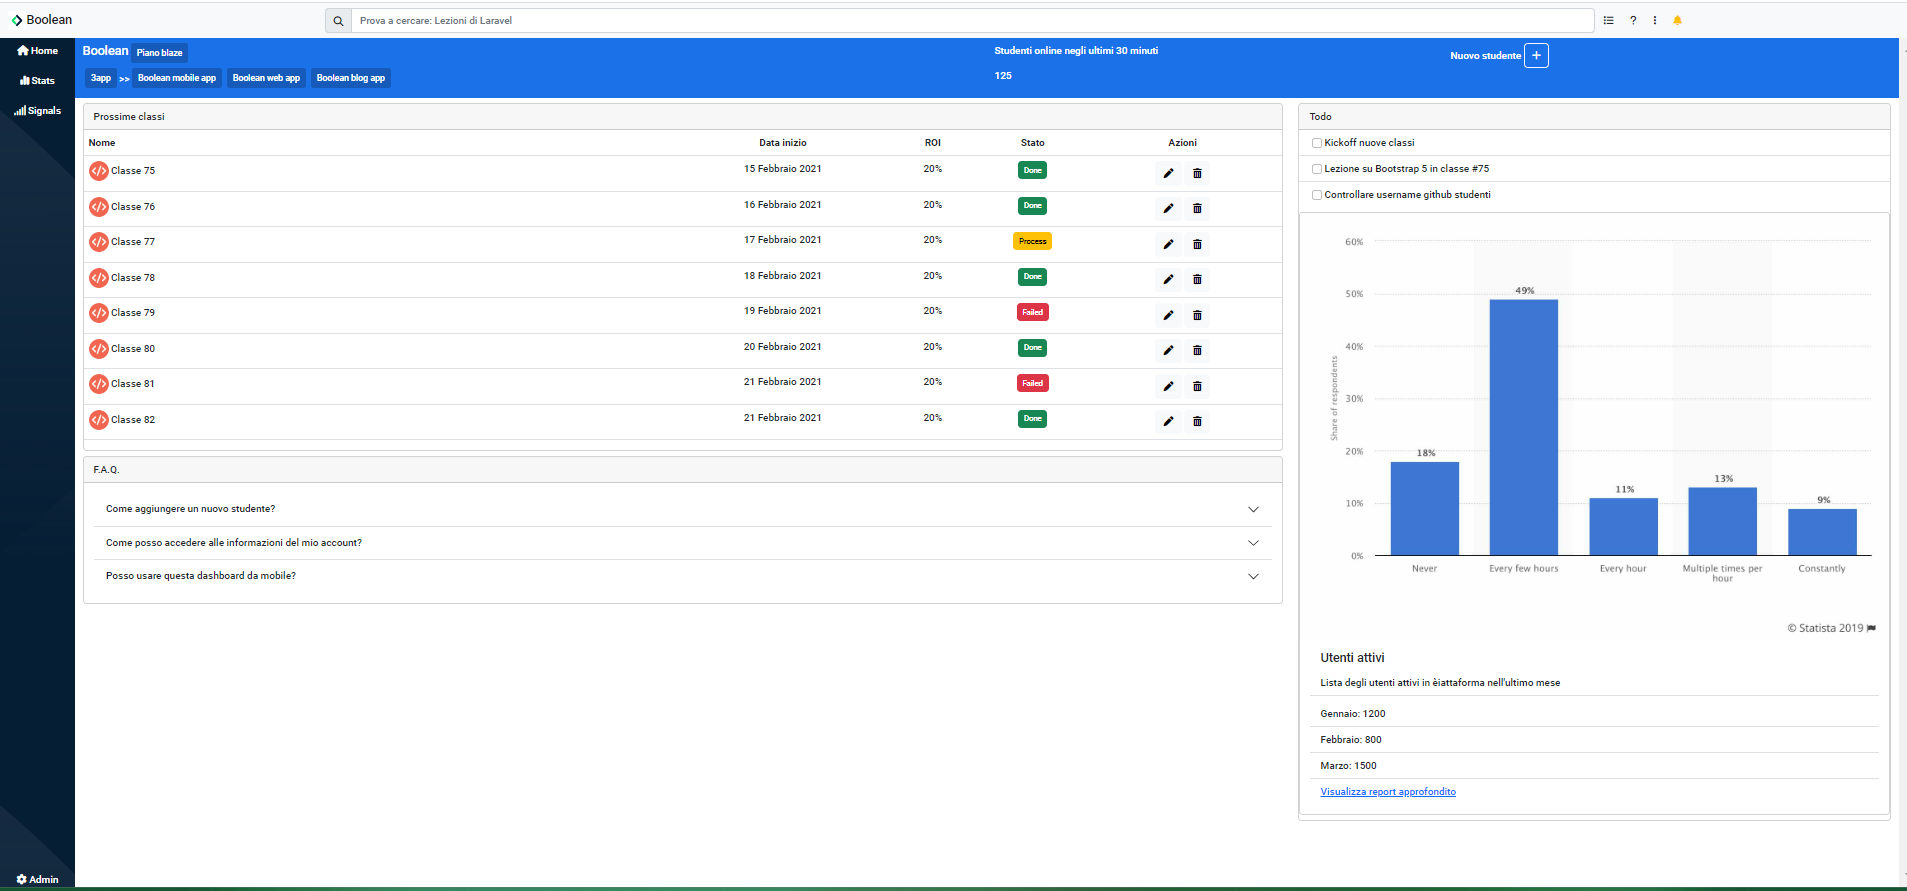 Boolean
Prova a cercare: Lezioni di Laravel
?
Home
Stats
Signals
Admin
Boolean Piano blaze
3app >> Boolean mobile app Boolean web app Boolean blog app
Studenti online negli ultimi 30 minuti
125
Nuovo studente +
Prossime classi
Nome Data inizio ROI Stato Azioni
</> Classe 75 15 Febbraio 2021 20% Done
</> Classe 76 16 Febbraio 2021 20% Done
</> Classe 77 17 Febbraio 2021 20% Process
</> Classe 78 18 Febbraio 2021 20% Done
</> Classe 79 19 Febbraio 2021 20% Failed
</> Classe 80 20 Febbraio 2021 20% Done
</> Classe 81 21 Febbraio 2021 20% Failed
</> Classe 82 21 Febbraio 2021 20% Done
F.A.Q.
Come aggiungere un nuovo studente?
Come posso accedere alle informazioni del mio account?
Posso usare questa dashboard da mobile?
Todo
Kickoff nuove classi
Lezione su Bootstrap 5 in classe #75
Controllare username github studenti
Share of respondents
60%
50%
40%
30%
20%
10%
0%
18%
49%
11%
13%
9%
Never
Every few hours
Every hour
Multiple times per
hour
Constantly
© Statista 2019
Utenti attivi
Lista degli utenti attivi in èiattaforma nell'ultimo mese
Gennaio: 1200
Febbraio: 800
Marzo: 1500
Visualizza report approfondito